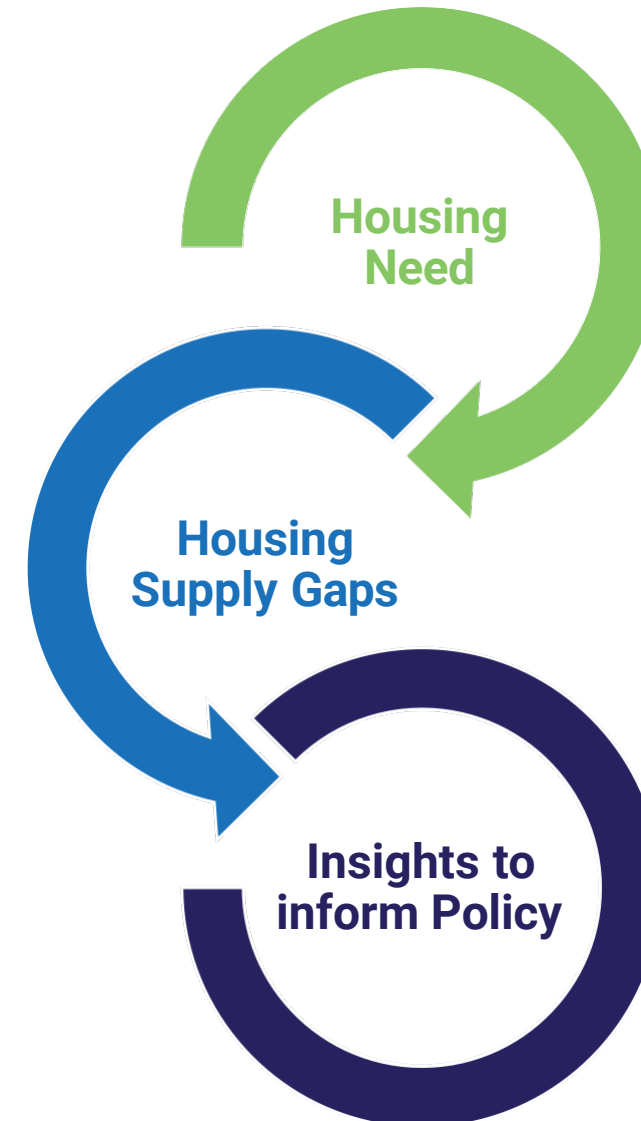 Housing
Need
Housing
Supply Gaps
Insights to
inform Policy